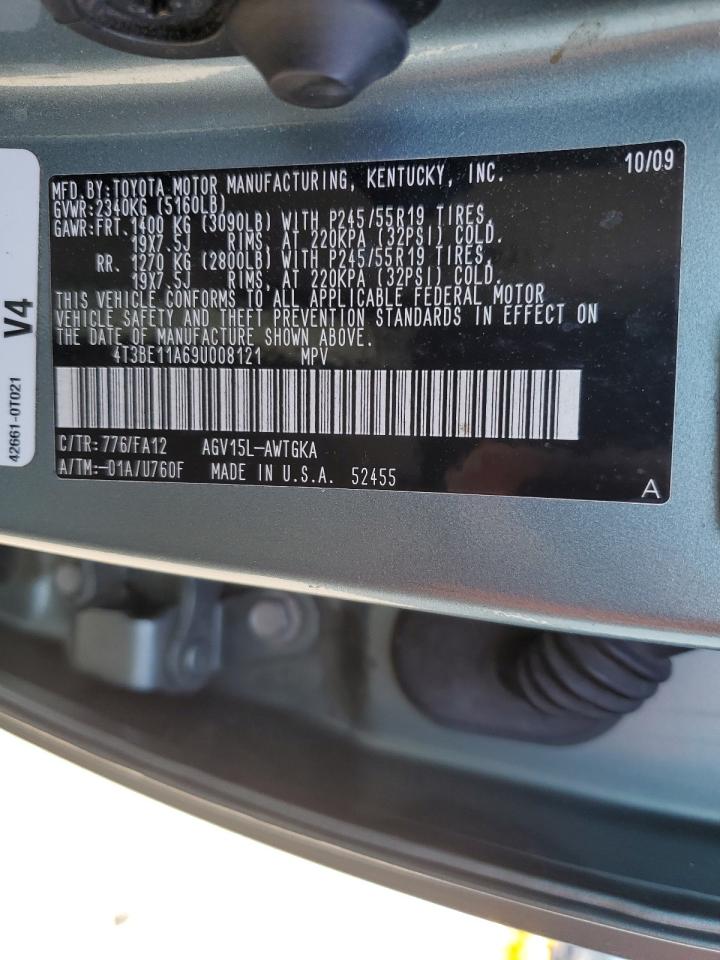 MFD. BY: TOYOTA MOTOR MANUFACTURING, KENTUCKY, INC. 10/09
GVWR: 2340KG (5160LB)
GAWR: FRT. 1400 KG (3090LB) WITH P245/55R19 TIRES,
19X7.5J RIMS, AT 220KPA (32PSI) COLD.
RR. 1270 KG (2800LB) WITH P245/55R19 TIRES,
19X7.5J RIMS, AT 220KPA (32PSI) COLD.
THIS VEHICLE CONFORMS TO ALL APPLICABLE FEDERAL MOTOR
VEHICLE SAFETY AND THEFT PREVENTION STANDARDS IN EFFECT ON
THE DATE OF MANUFACTURE SHOWN ABOVE.
4T3BE11A69U008121 MPV
C/TR: 776/FA12 AGV15L-AWTGKA
A/TM: -01A/U760F MADE IN U.S.A. 52455
A
V4
42661-0T021